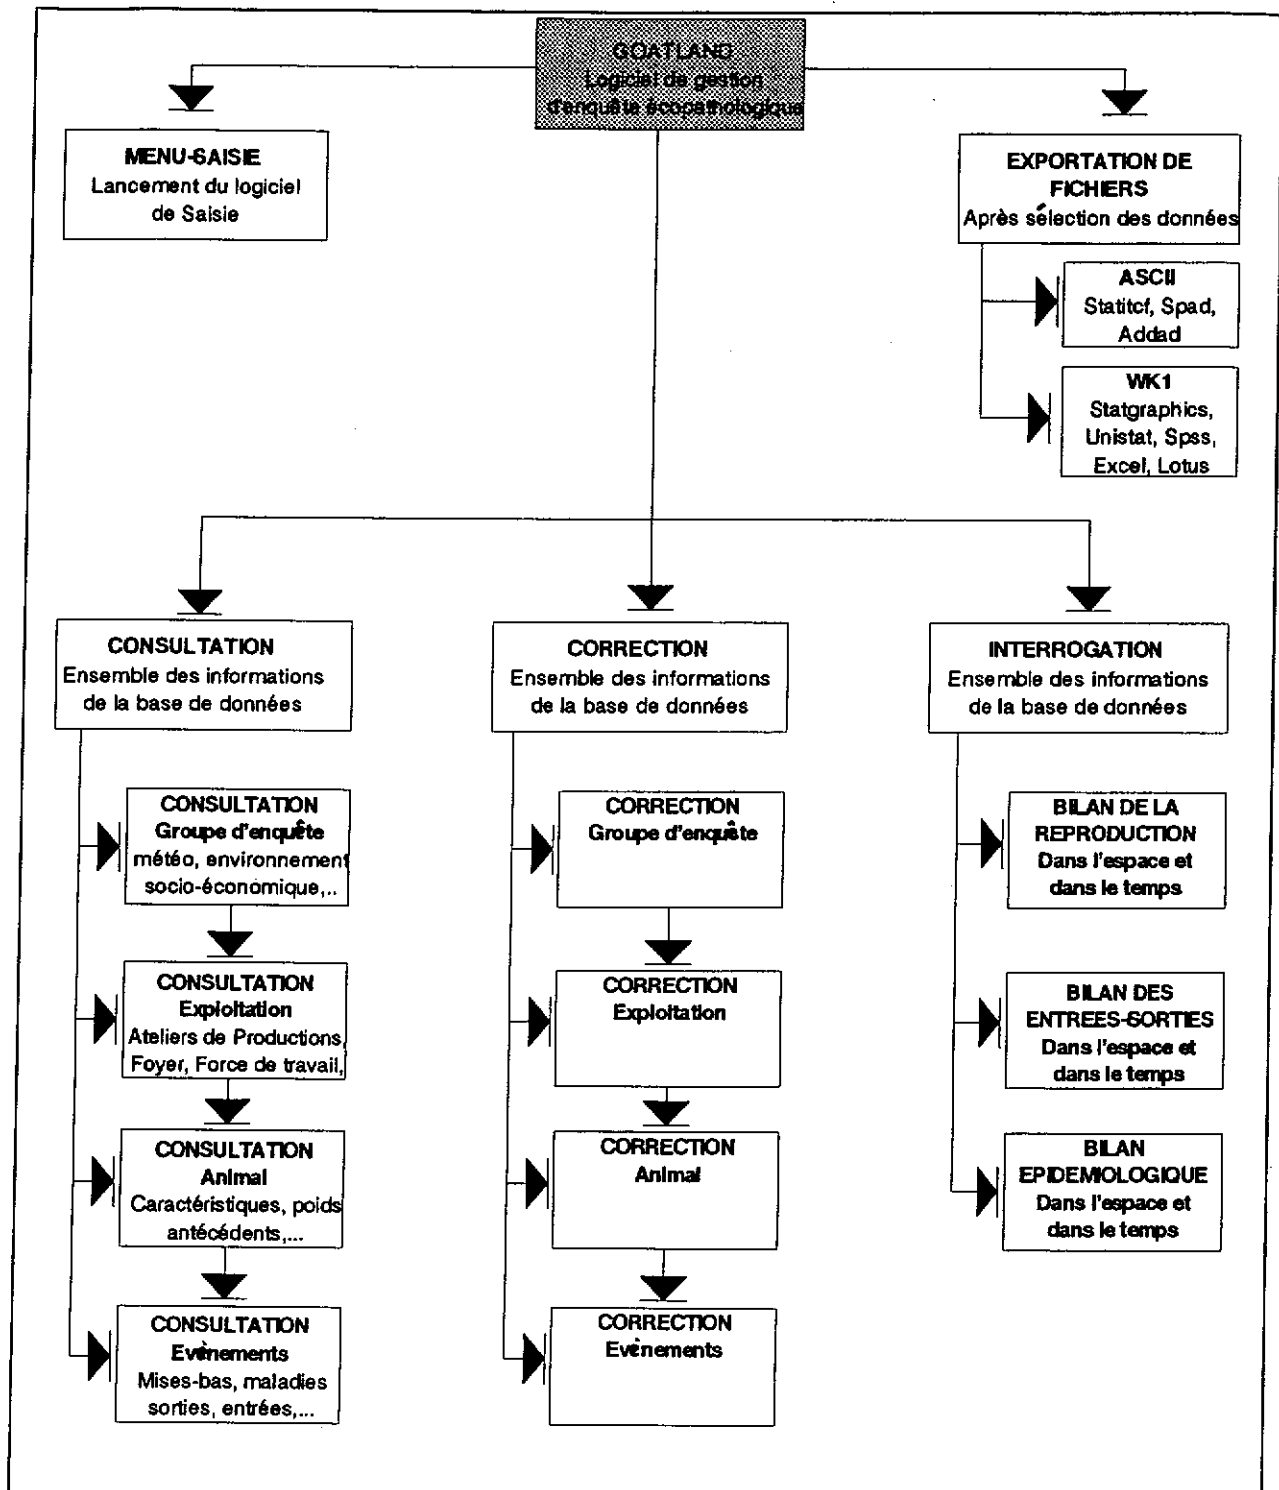 GOATLAND
Logiciel de gestion
d'enquête écopathologique
MENU-SAISIE
Lancement du logiciel
de Saisie
EXPORTATION DE
FICHIERS
Après sélection des données
ASCII
Statitcf, Spad,
Addad
WK1
Statgraphics,
Unistat, Spss,
Excel, Lotus
CONSULTATION
Ensemble des informations
de la base de données
CORRECTION
Ensemble des informations
de la base de données
INTERROGATION
Ensemble des informations
de la base de données
CONSULTATION
Groupe d'enquête
météo, environnement
socio-économique,..
CONSULTATION
Exploitation
Ateliers de Productions,
Foyer, Force de travail,
CONSULTATION
Animal
Caractéristiques, poids
antécédents,...
CONSULTATION
Evènements
Mises-bas, maladies
sorties, entrées,...
CORRECTION
Groupe d'enquête
CORRECTION
Exploitation
CORRECTION
Animal
CORRECTION
Evènements
BILAN DE LA
REPRODUCTION
Dans l'espace et
dans le temps
BILAN DES
ENTREES-SORTIES
Dans l'espace et
dans le temps
BILAN
EPIDEMIOLOGIQUE
Dans l'espace et
dans le temps